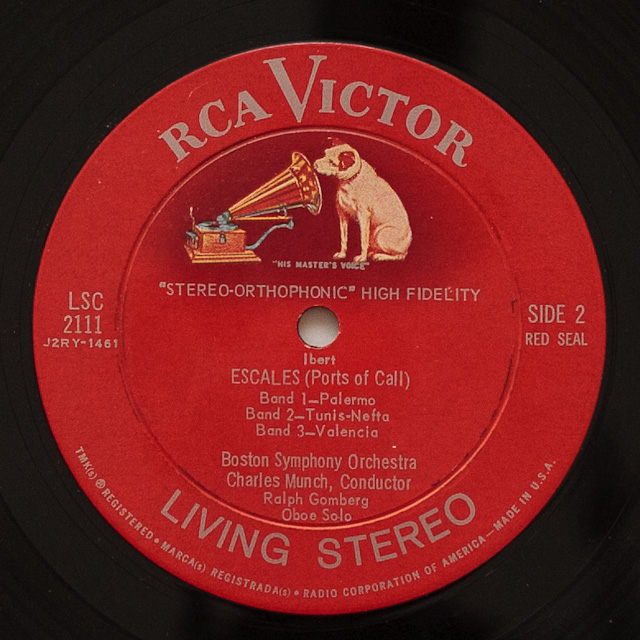 RCA VICTOR
"HIS MASTER'S VOICE"
"STEREO-ORTHOPHONIC" HIGH FIDELITY
LSC
2111
J2RY-1461
SIDE 2
RED SEAL
Ibert
ESCALES (Ports of Call)
Band 1—Palermo
Band 2—Tunis-Nefta
Band 3—Valencia
Boston Symphony Orchestra
Charles Munch, Conductor
Ralph Gomberg
Oboe Solo
LIVING STEREO
TMK(s) ® REGISTERED • MARCA(s) REGISTRADA(s) • RADIO CORPORATION OF AMERICA—MADE IN U.S.A.